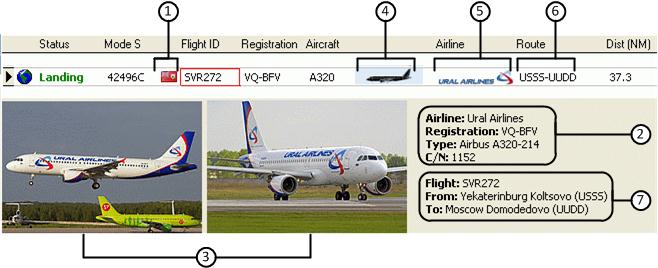 1 4 5 6
Status Mode S Flight ID Registration Aircraft Airline Route Dist (NM)
Landing 42496C SVR272 VQ-BFV A320 URAL AIRLINES USSS-UUDD 37.3
URAL AIRLINES
URAL AIRLINES
Airline: Ural Airlines
Registration: VQ-BFV
Type: Airbus A320-214
C/N: 1152
2
Flight: SVR272
From: Yekaterinburg Koltsovo (USSS)
To: Moscow Domodedovo (UUDD)
7
3